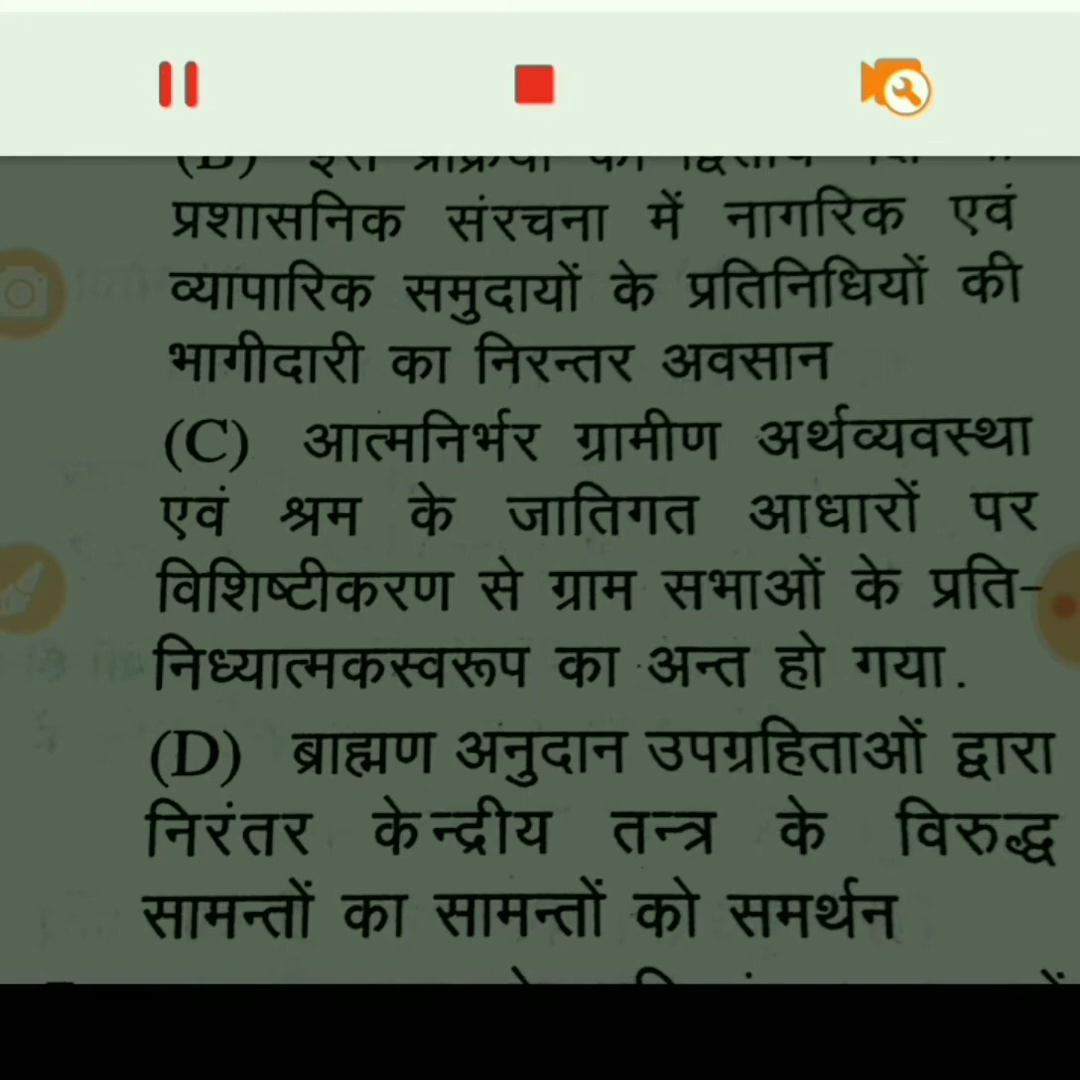 प्रशासनिक संरचना में नागरिक एवं
व्यापारिक समुदायों के प्रतिनिधियों की
भागीदारी का निरन्तर अवसान
(C) आत्मनिर्भर ग्रामीण अर्थव्यवस्था
एवं श्रम के जातिगत आधारों पर
विशिष्टीकरण से ग्राम सभाओं के प्रति-
निध्यात्मकस्वरूप का अन्त हो गया.
(D) ब्राह्मण अनुदान उपग्रहिताओं द्वारा
निरंतर केन्द्रीय तन्त्र के विरुद्ध
सामन्तों का सामन्तों को समर्थन